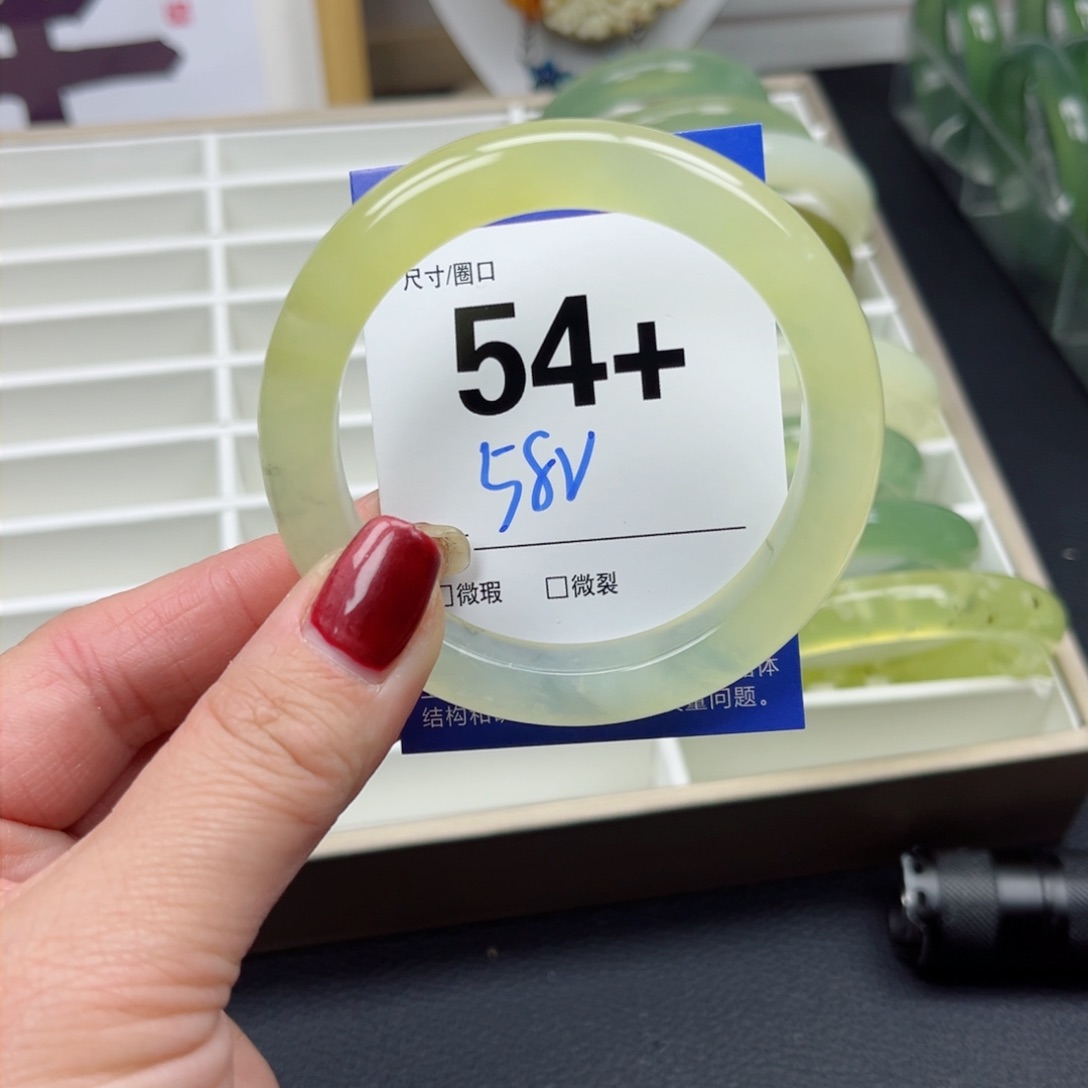 尺寸/圈口
54+
58V
□微瑕 □微裂
结构和
量问题。